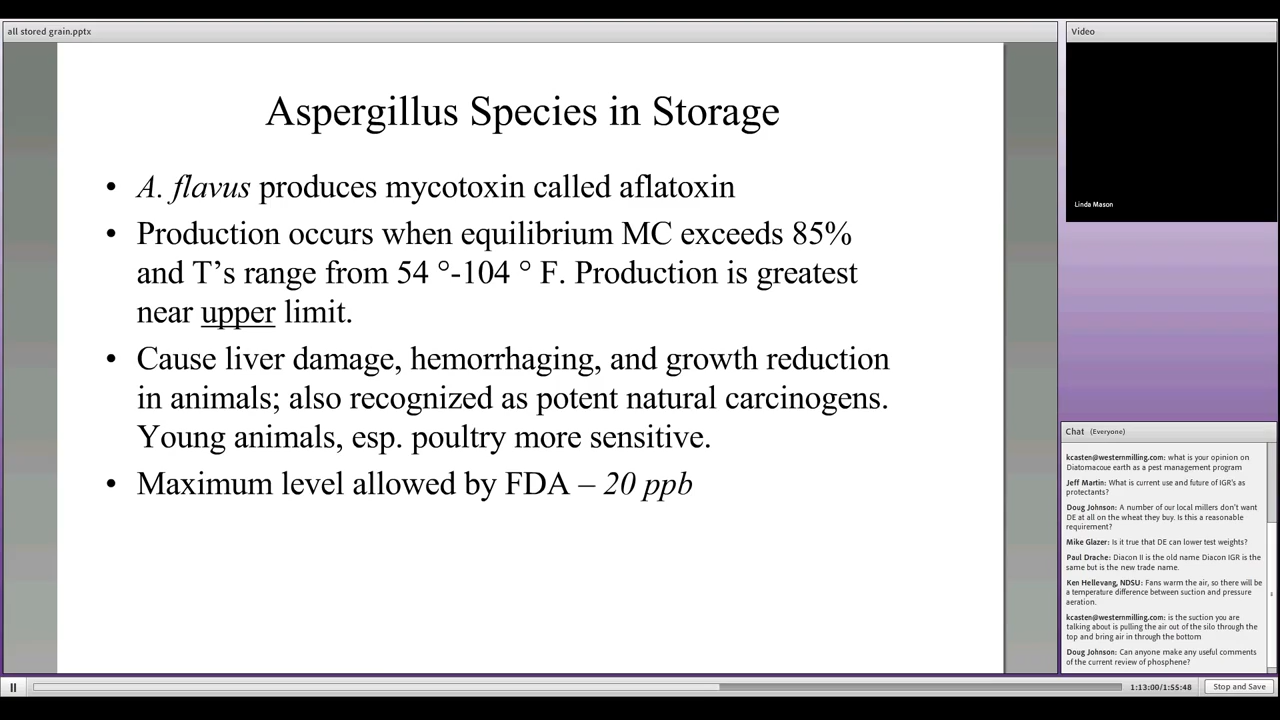 all stored grain.pptx
Aspergillus Species in Storage
• A. flavus produces mycotoxin called aflatoxin
• Production occurs when equilibrium MC exceeds 85%
and T's range from 54 °-104 ° F. Production is greatest
near upper limit.
• Cause liver damage, hemorrhaging, and growth reduction
in animals; also recognized as potent natural carcinogens.
Young animals, esp. poultry more sensitive.
• Maximum level allowed by FDA – 20 ppb
Video
Linda Mason
Chat (Everyone)
kcasten@westernmilling.com: what is your opinion on
Diatomacoue earth as a pest management program
Jeff Martin: What is current use and future of IGR's as
protectants?
Doug Johnson: A number of our local millers don't want
DE at all on the wheat they buy. Is this a reasonable
requirement?
Mike Glazer: Is it true that DE can lower test weights?
Paul Drache: Diacon II is the old name Diacon IGR is the
same but is the new trade name.
Ken Hellevang, NDSU: Fans warm the air, so there will be
a temperature difference between suction and pressure
aeration.
kcasten@westernmilling.com: is the suction you are
talking about is pulling the air out of the silo through the
top and bring air in through the bottom
Doug Johnson: Can anyone make any useful comments
of the current review of phosphene?
1:13:00/1:55:48
Stop and Save